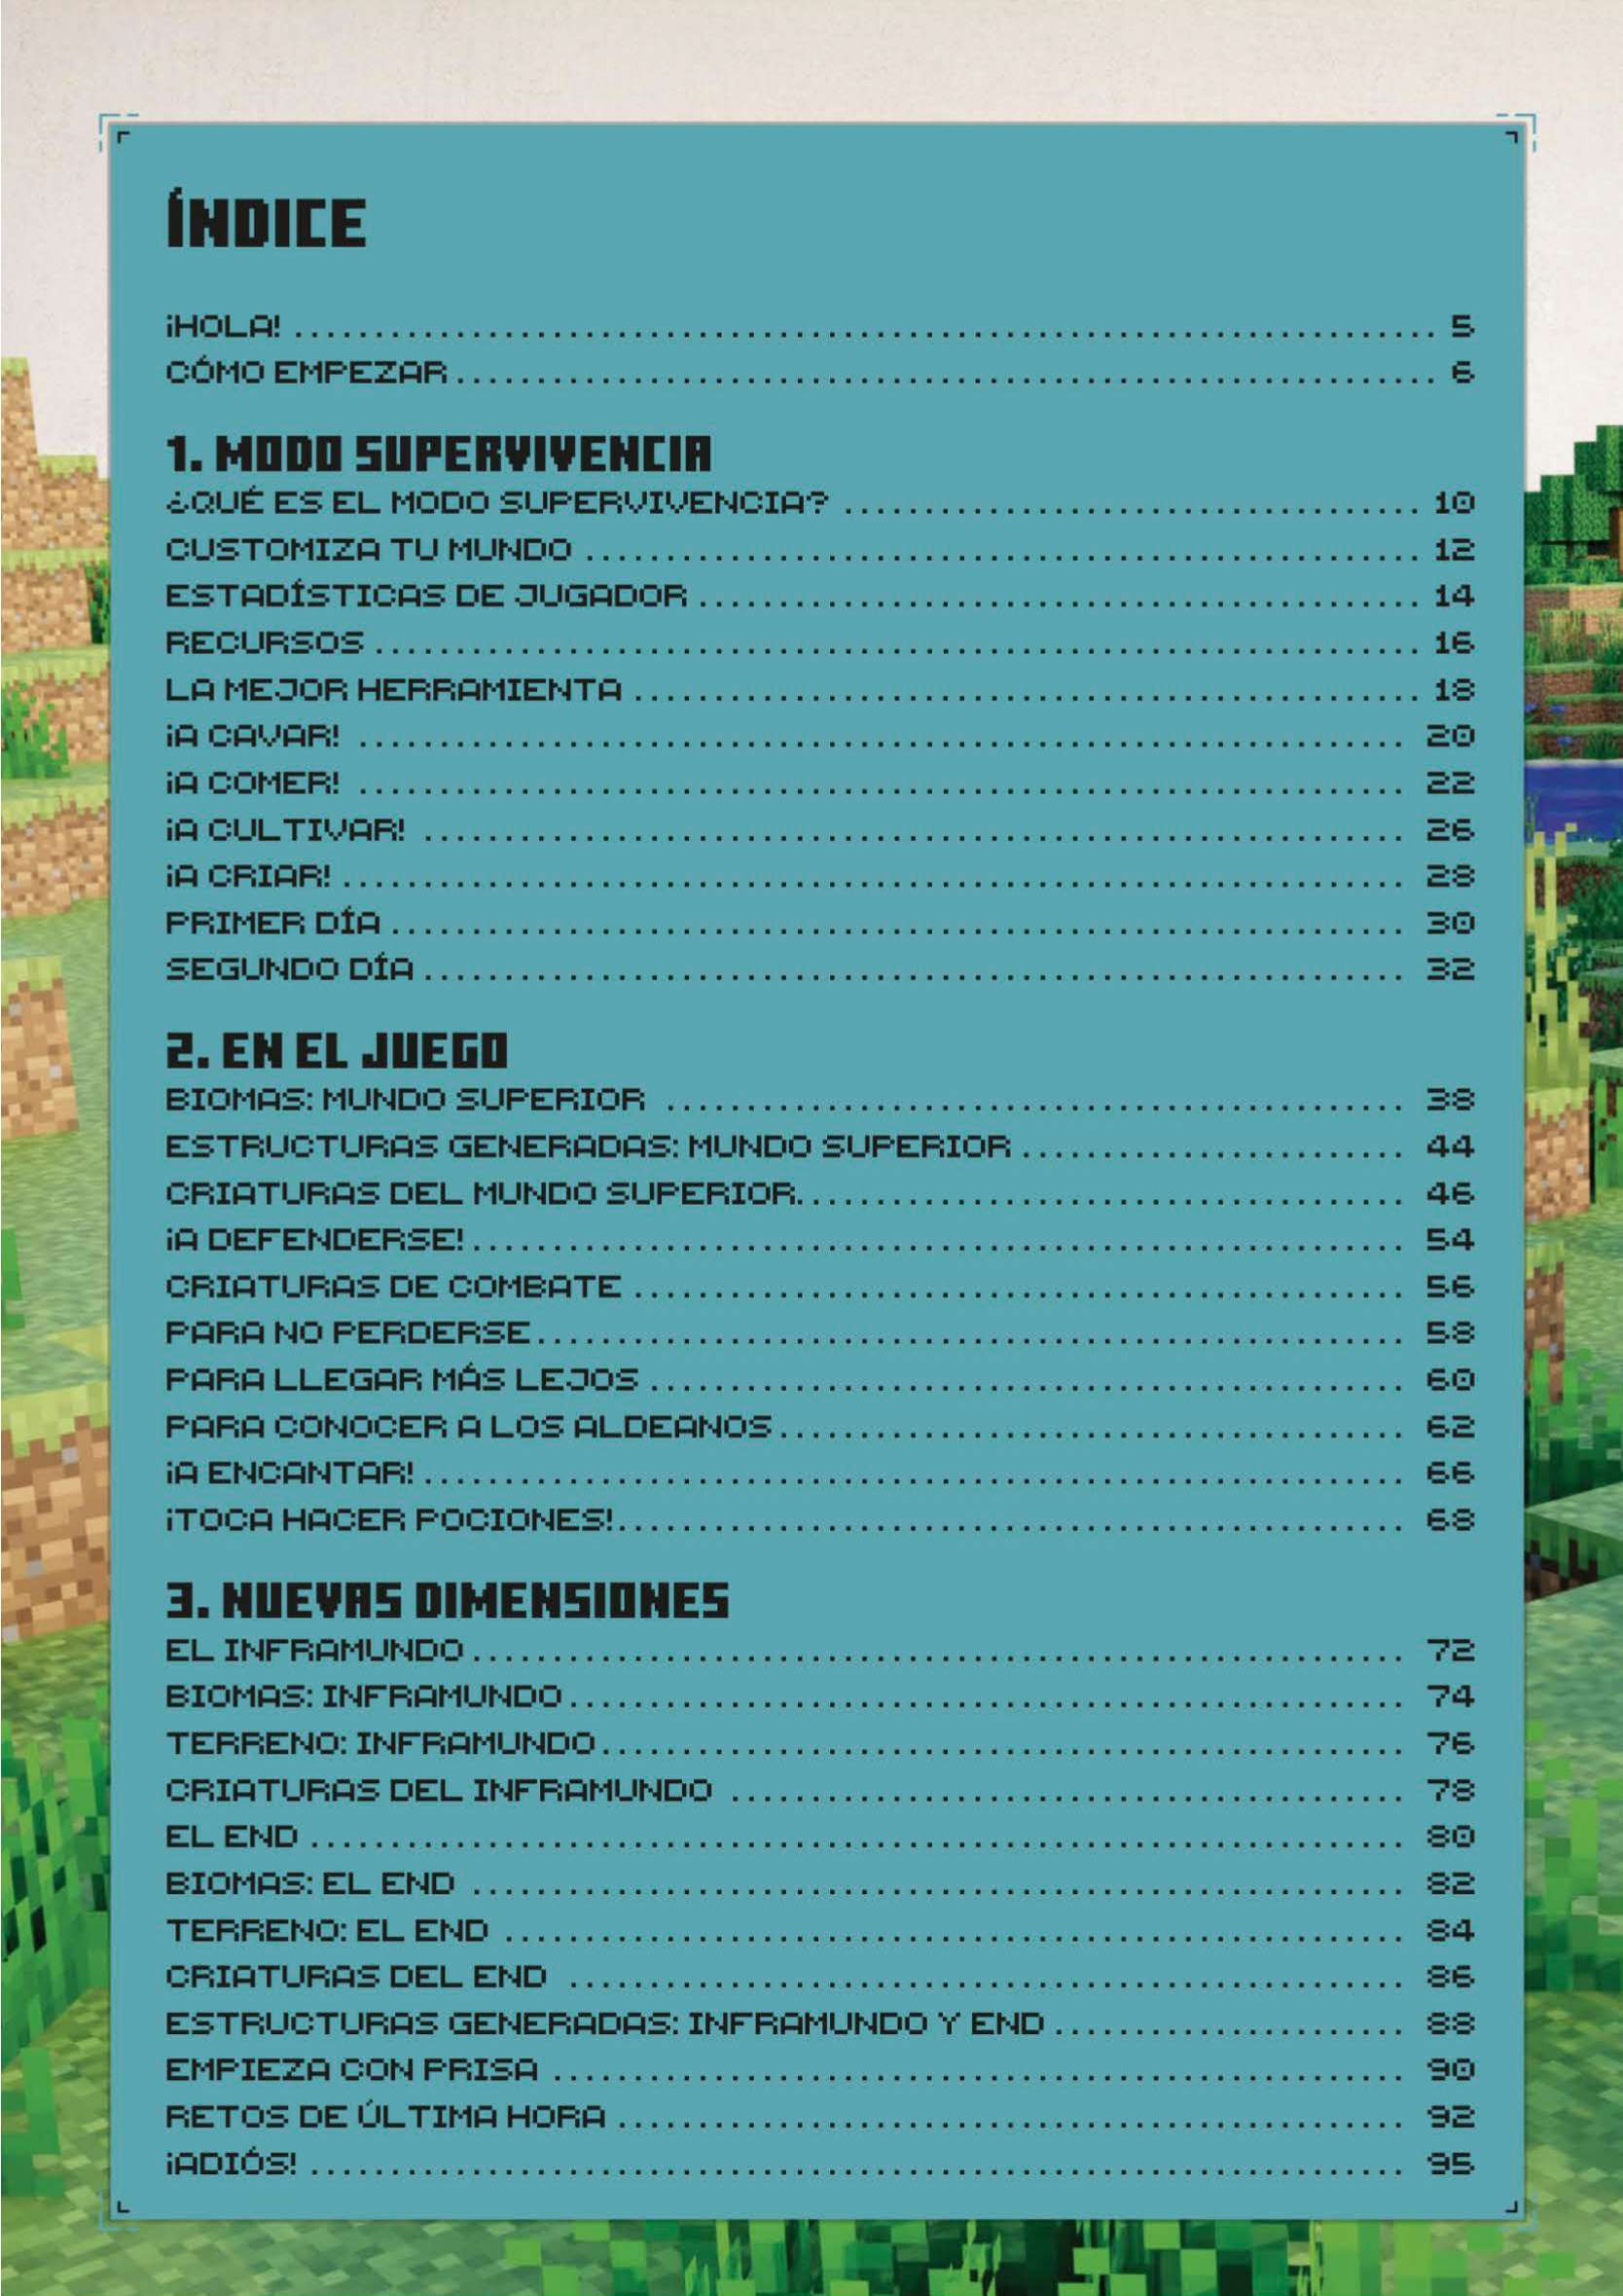 ÍNDICE
¡HOLA! ........ 5
CÓMO EMPEZAR ........ 6
1. MODO SUPERVIVENCIA
¿QUÉ ES EL MODO SUPERVIVENCIA? ........ 10
CUSTOMIZA TU MUNDO ........ 12
ESTADÍSTICAS DE JUGADOR ........ 14
RECURSOS ........ 16
LA MEJOR HERRAMIENTA ........ 18
¡A CAVAR! ........ 20
¡A COMER! ........ 22
¡A CULTIVAR! ........ 26
¡A CRIAR! ........ 28
PRIMER DÍA ........ 30
SEGUNDO DÍA ........ 32
2. EN EL JUEGO
BIOMAS: MUNDO SUPERIOR ........ 38
ESTRUCTURAS GENERADAS: MUNDO SUPERIOR ........ 44
CRIATURAS DEL MUNDO SUPERIOR ........ 46
¡A DEFENDERSE! ........ 54
CRIATURAS DE COMBATE ........ 56
PARA NO PERDERSE ........ 58
PARA LLEGAR MÁS LEJOS ........ 60
PARA CONOCER A LOS ALDEANOS ........ 62
¡A ENCANTAR! ........ 66
¡TOCA HACER POCIONES! ........ 68
3. NUEVAS DIMENSIONES
EL INFRAMUNDO ........ 72
BIOMAS: INFRAMUNDO ........ 74
TERRENO: INFRAMUNDO ........ 76
CRIATURAS DEL INFRAMUNDO ........ 78
EL END ........ 80
BIOMAS: EL END ........ 82
TERRENO: EL END ........ 84
CRIATURAS DEL END ........ 86
ESTRUCTURAS GENERADAS: INFRAMUNDO Y END ........ 88
EMPIEZA CON PRISA ........ 90
RETOS DE ÚLTIMA HORA ........ 92
¡ADIÓS! ........ 95